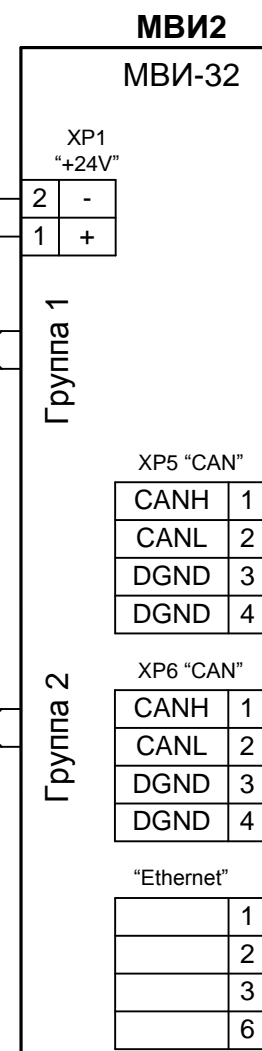 МВИ2
МВИ-32
XP1
“+24V”
2 -
1 +
Группа 1
XP5 “CAN”
CANH 1
CANL 2
DGND 3
DGND 4
Группа 2
XP6 “CAN”
CANH 1
CANL 2
DGND 3
DGND 4
“Ethernet”
1
2
3
6